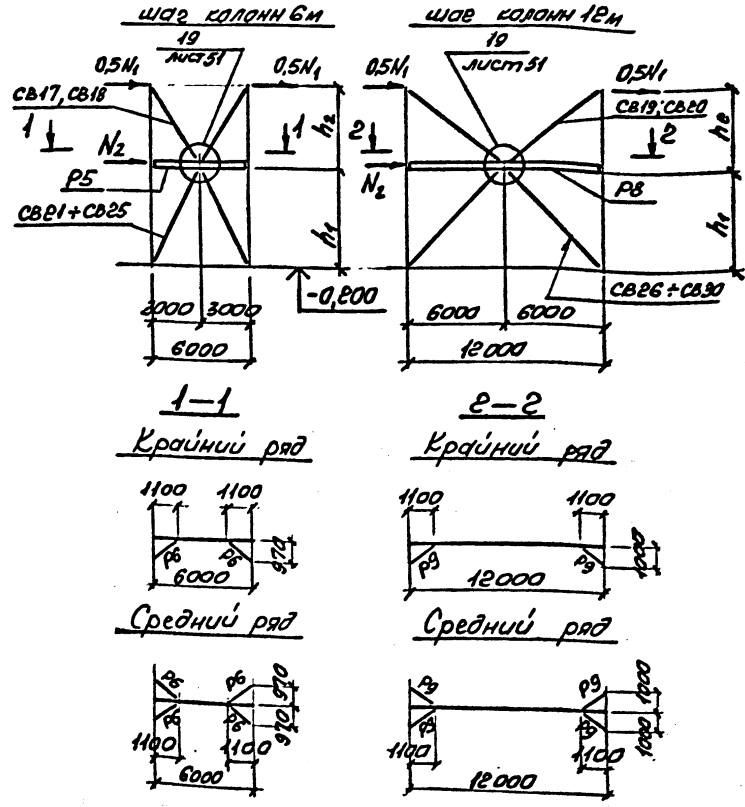 шаг колонн 6м
19
лист 51
0,5N1
0,5N1
СВ17, СВ18
1
1
N2
Р5
СВ21÷СВ25
h2
h1
-0,200
3000
3000
6000
шаг колонн 12м
19
лист 51
0,5N1
0,5N1
СВ19; СВ20
2
2
N2
Р8
h2
h1
СВ26÷СВ30
6000
6000
12000
1—1
Крайний ряд
1100
1100
Р6
Р6
970
6000
Средний ряд
Р6
Р6
970
Р6
Р6
970
1100
1100
6000
2—2
Крайний ряд
1100
1100
Р9
Р9
1000
12000
Средний ряд
Р9
Р9
1000
Р9
Р9
1000
1100
1100
12000